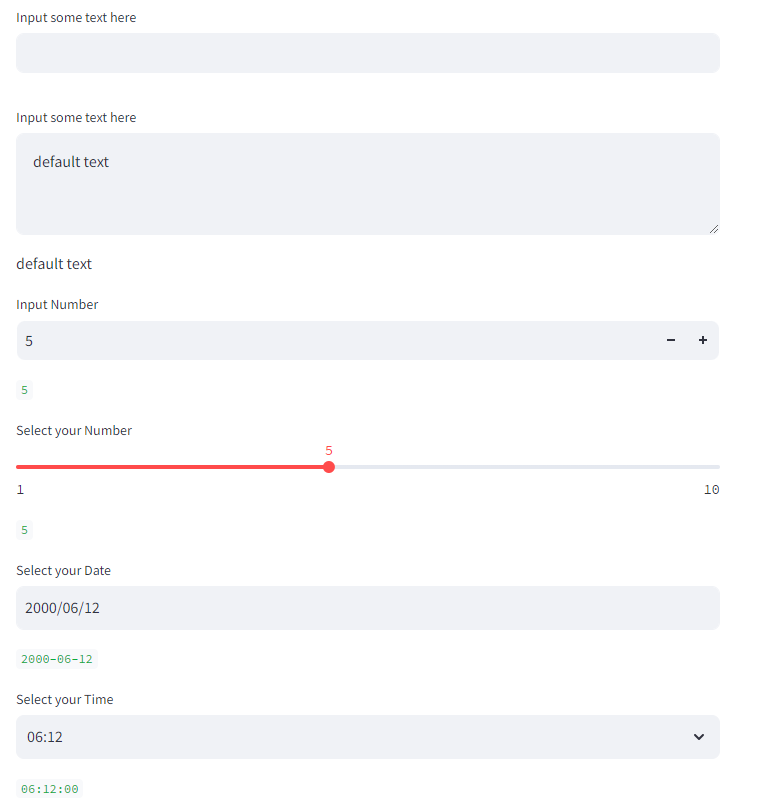 Input some text here
Input some text here
default text
default text
Input Number
5
5
Select your Number
5
1
10
5
Select your Date
2000/06/12
2000-06-12
Select your Time
06:12
06:12:00